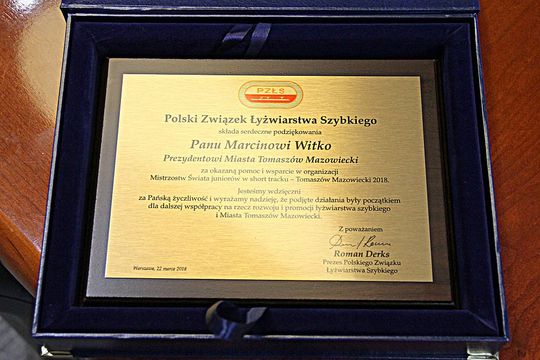 PZŁS
Polski Związek Łyżwiarstwa Szybkiego
składa serdeczne podziękowania
Panu Marcinowi Witko
Prezydentowi Miasta Tomaszów Mazowiecki
za okazaną pomoc i wsparcie w organizacji
Mistrzostw Świata juniorów w short tracku – Tomaszów Mazowiecki 2018.
Jesteśmy wdzięczni
za Pańską życzliwość i wyrażamy nadzieję, że podjęte działania były początkiem
dla dalszej współpracy na rzecz rozwoju i promocji łyżwiarstwa szybkiego
i Miasta Tomaszów Mazowiecki.
Z poważaniem
Roman Derks
Prezes Polskiego Związku
Łyżwiarstwa Szybkiego
Warszawa, 22 marca 2018